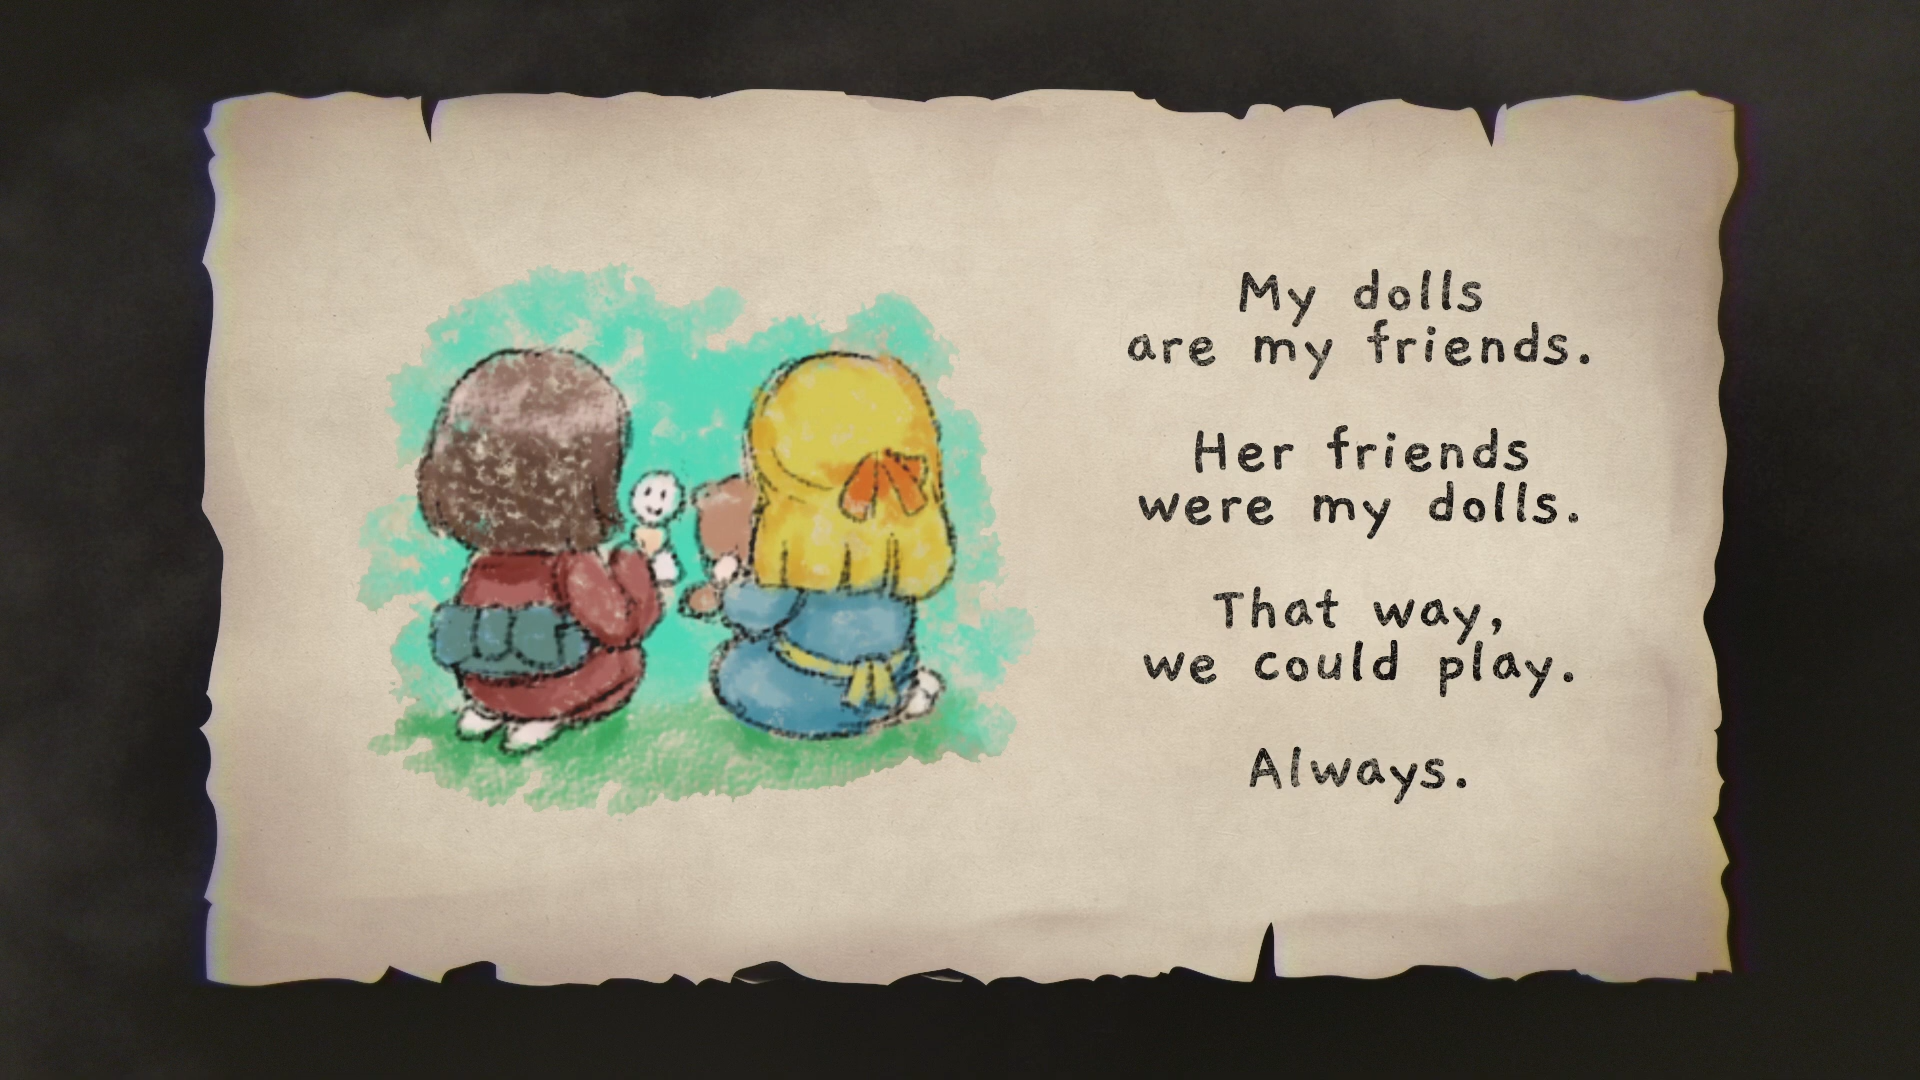 My dolls
are my friends.
Her friends
were my dolls.
That way,
we could play.
Always.